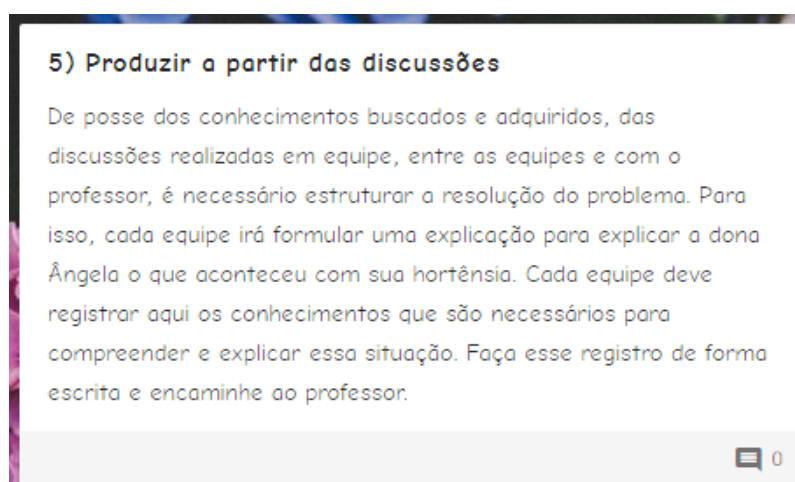 5) Produzir a partir das discussões
De posse dos conhecimentos buscados e adquiridos, das
discussões realizadas em equipe, entre as equipes e com o
professor, é necessário estruturar a resolução do problema. Para
isso, cada equipe irá formular uma explicação para explicar a dona
Ângela o que aconteceu com sua hortênsia. Cada equipe deve
registrar aqui os conhecimentos que são necessários para
compreender e explicar essa situação. Faça esse registro de forma
escrita e encaminhe ao professor.
0